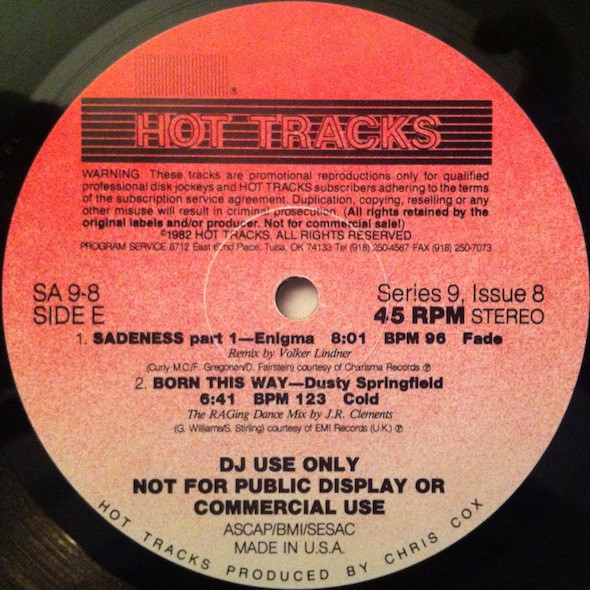 ®
HOT TRACKS
WARNING: These tracks are promotional reproductions only for qualified
professional disk jockeys and HOT TRACKS subscribers adhering to the terms
of the subscription service agreement. Duplication, copying, reselling or any
other misuse will result in criminal prosecution. (All rights retained by the
original labels and/or producer. Not for commercial sale!)
©1982 HOT TRACKS. ALL RIGHTS RESERVED
PROGRAM SERVICE 8712 East 62nd Place, Tulsa, OK 74133 Tel (918) 250-4567 FAX (918) 250-7073
SA 9-8 Series 9, Issue 8
SIDE E 45 RPM STEREO
1. SADENESS part 1—Enigma 8:01 BPM 96 Fade
Remix by Volker Lindner
(Curly M.C./F. Gregorian/D. Fairstein) courtesy of Charisma Records ℗
2. BORN THIS WAY—Dusty Springfield
6:41 BPM 123 Cold
The RAGing Dance Mix by J.R. Clements
(G. Williams/S. Stirling) courtesy of EMI Records (U.K.) ℗
DJ USE ONLY
NOT FOR PUBLIC DISPLAY OR
COMMERCIAL USE
ASCAP/BMI/SESAC
MADE IN U.S.A.
HOT TRACKS PRODUCED BY CHRIS COX